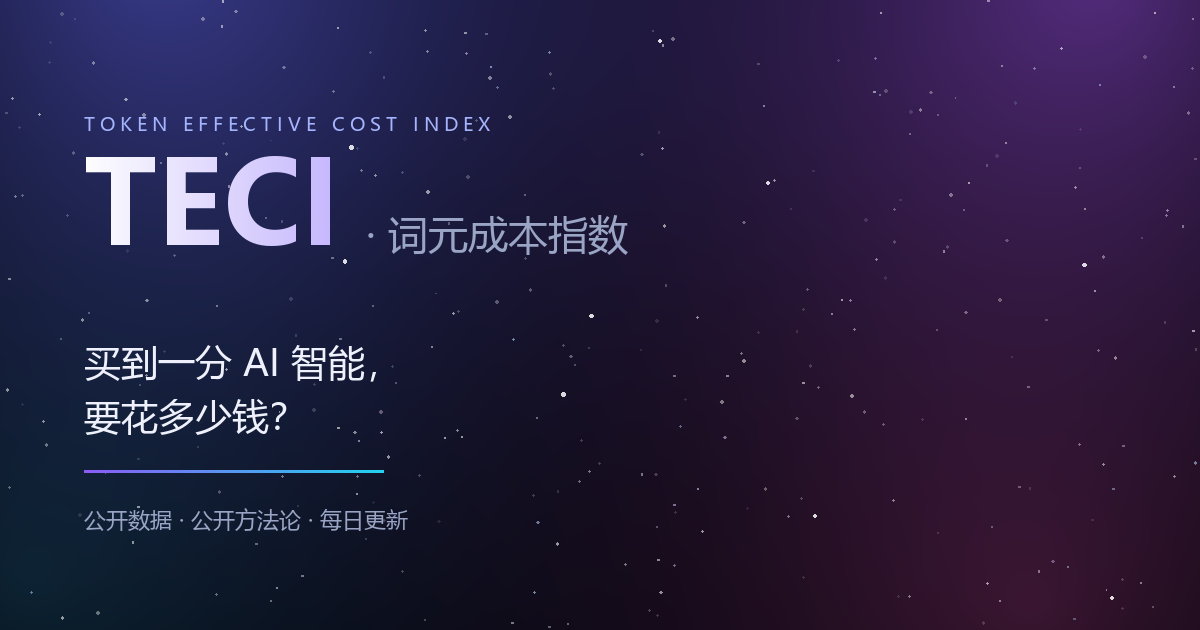 TOKEN EFFECTIVE COST INDEX
TECI · 词元成本指数
买到一分 AI 智能，
要花多少钱？
公开数据 · 公开方法论 · 每日更新